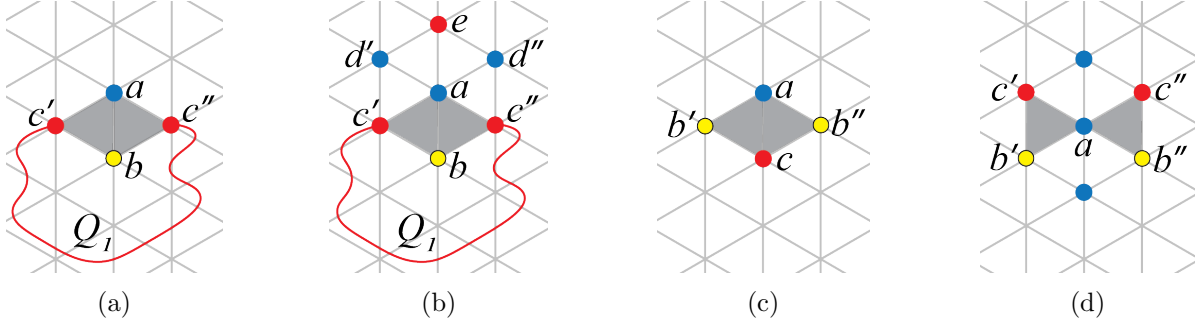 a
c′
c″
b
Q₁
(a)
e
d′
d″
a
c′
c″
b
Q₁
(b)
a
b′
b″
c
(c)
c′
c″
a
b′
b″
(d)